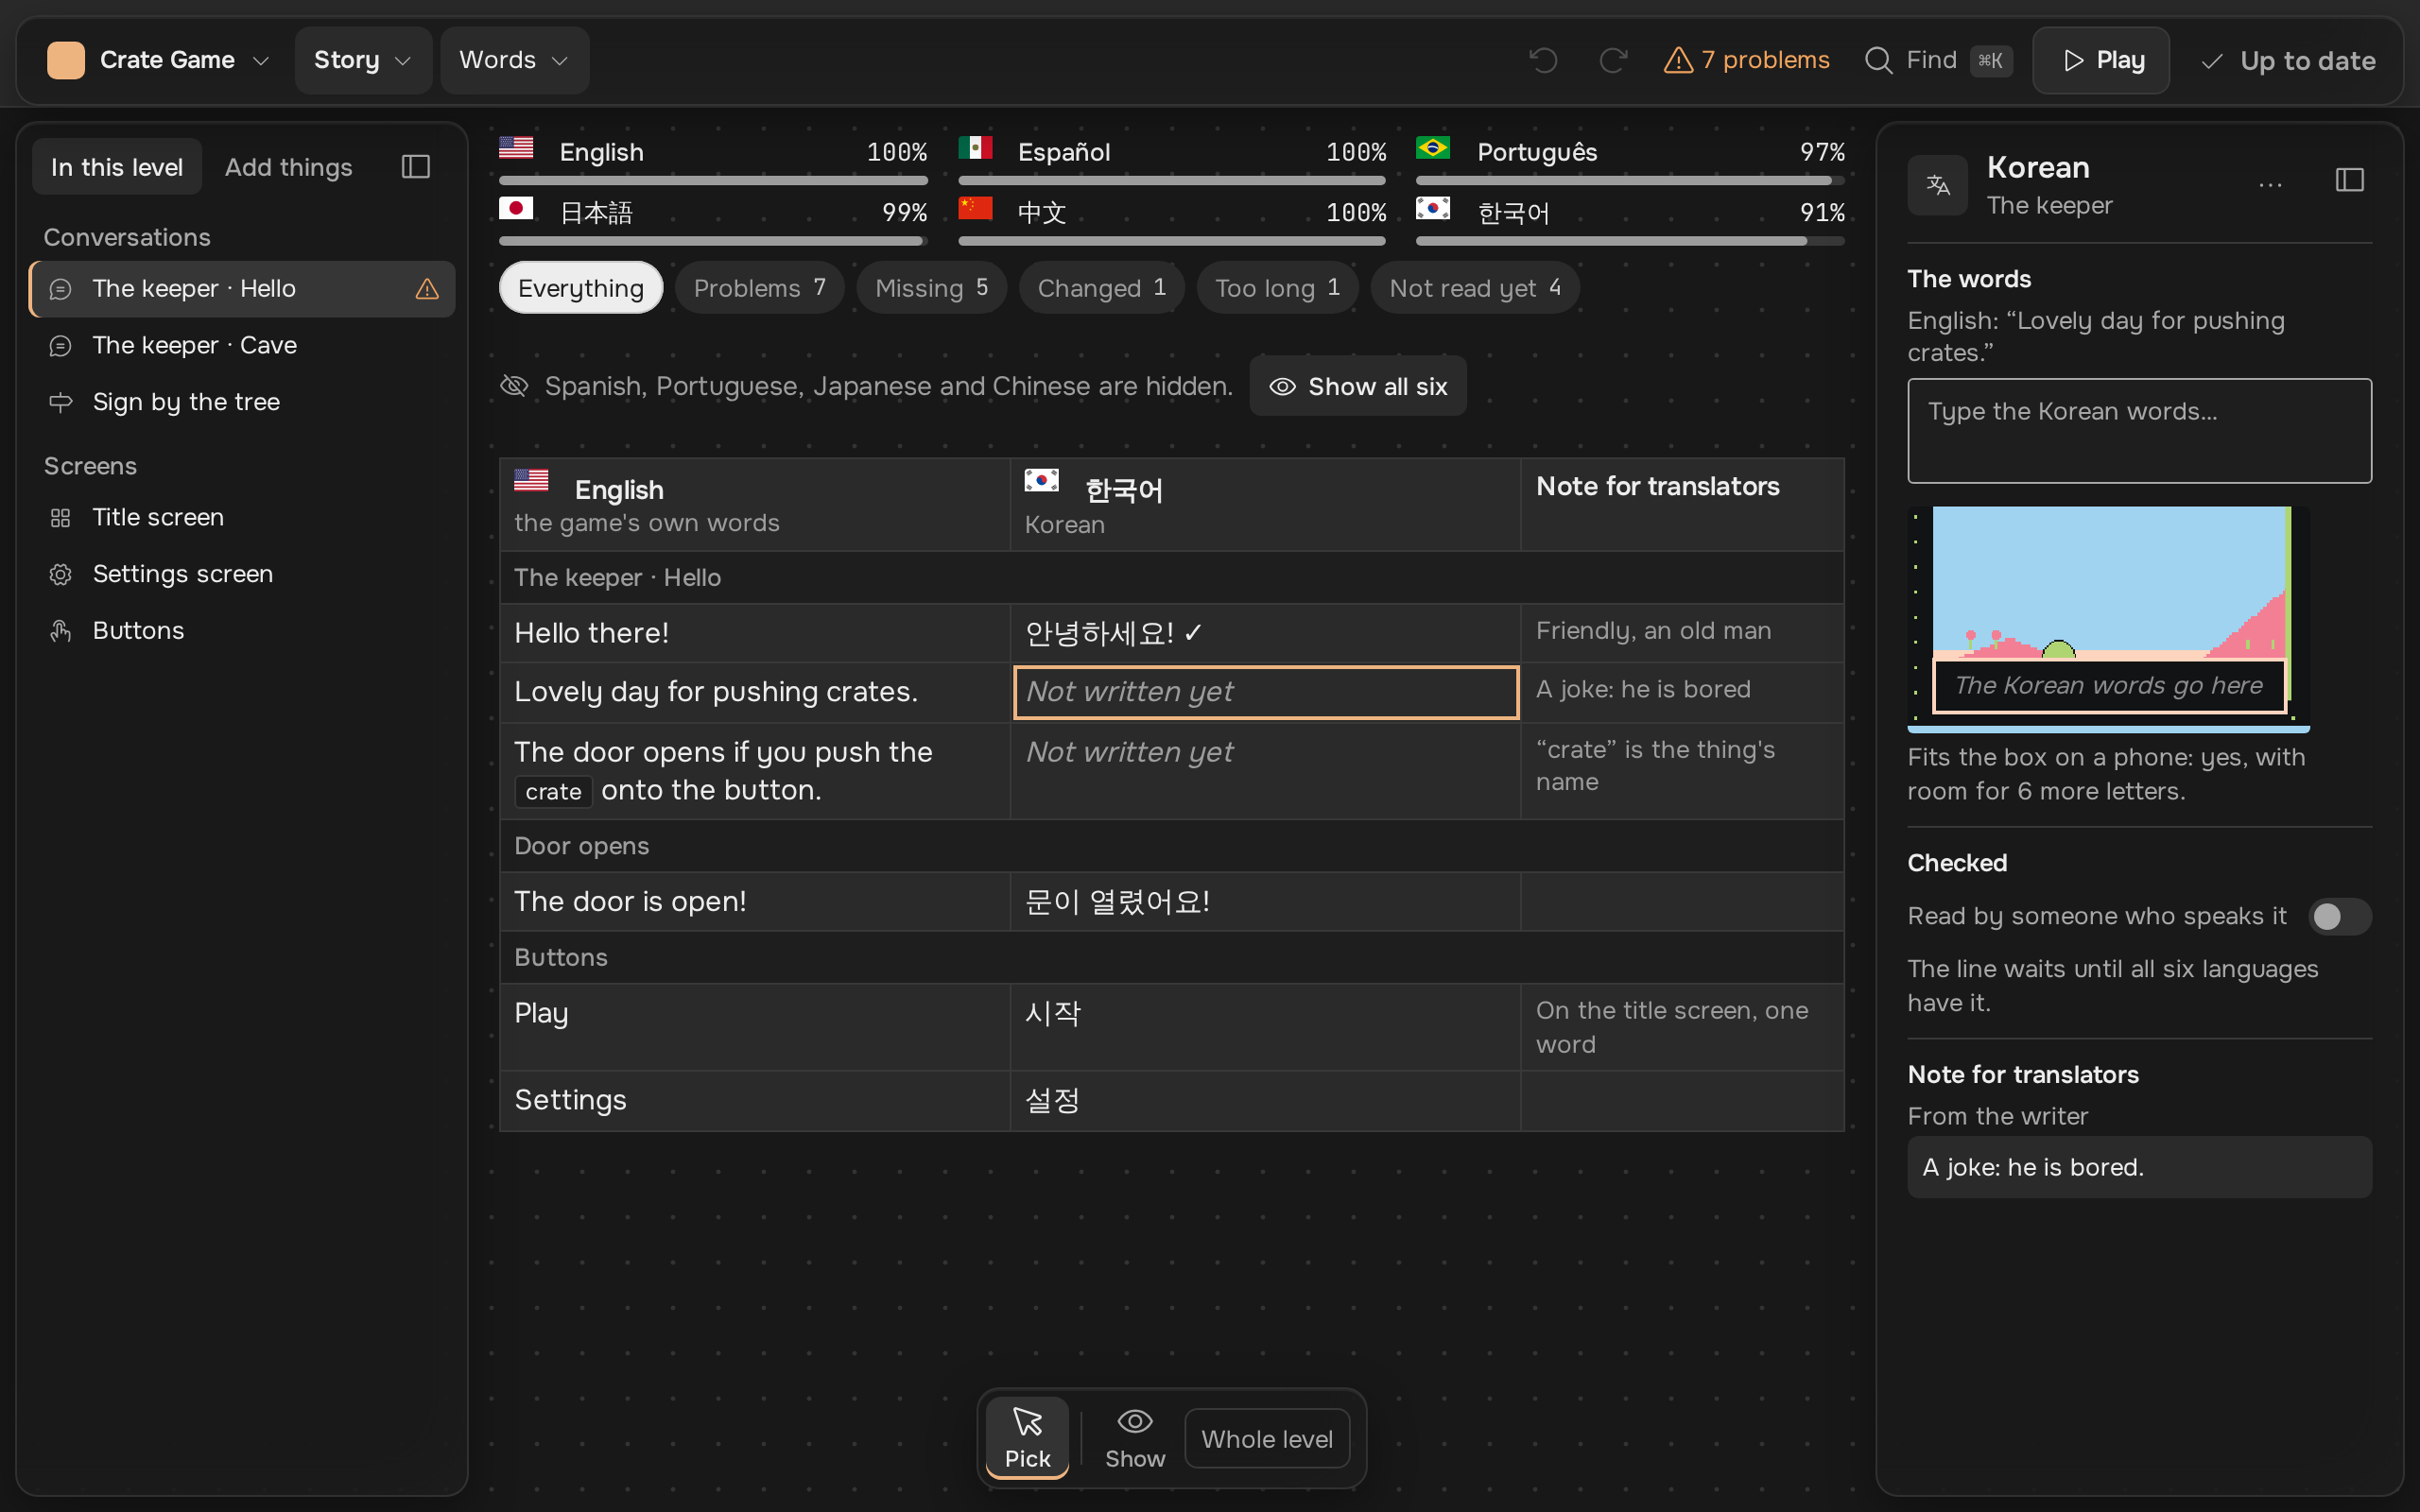 Crate Game
Story
Words
7 problems
Find ⌘K
Play
Up to date
In this level
Add things
Conversations
The keeper · Hello
The keeper · Cave
Sign by the tree
Screens
Title screen
Settings screen
Buttons
English 100%
Español 100%
Português 97%
日本語 99%
中文 100%
한국어 91%
Everything
Problems 7
Missing 5
Changed 1
Too long 1
Not read yet 4
Spanish, Portuguese, Japanese and Chinese are hidden.
Show all six
English
the game's own words
한국어
Korean
Note for translators
The keeper · Hello
Hello there!
안녕하세요! ✓
Friendly, an old man
Lovely day for pushing crates.
Not written yet
A joke: he is bored
The door opens if you push the
crate onto the button.
Not written yet
“crate” is the thing's
name
Door opens
The door is open!
문이 열렸어요!
Buttons
Play
시작
On the title screen, one
word
Settings
설정
Pick
Show
Whole level
Korean
The keeper
The words
English: “Lovely day for pushing
crates.”
Type the Korean words...
The Korean words go here
Fits the box on a phone: yes, with
room for 6 more letters.
Checked
Read by someone who speaks it
The line waits until all six languages
have it.
Note for translators
From the writer
A joke: he is bored.